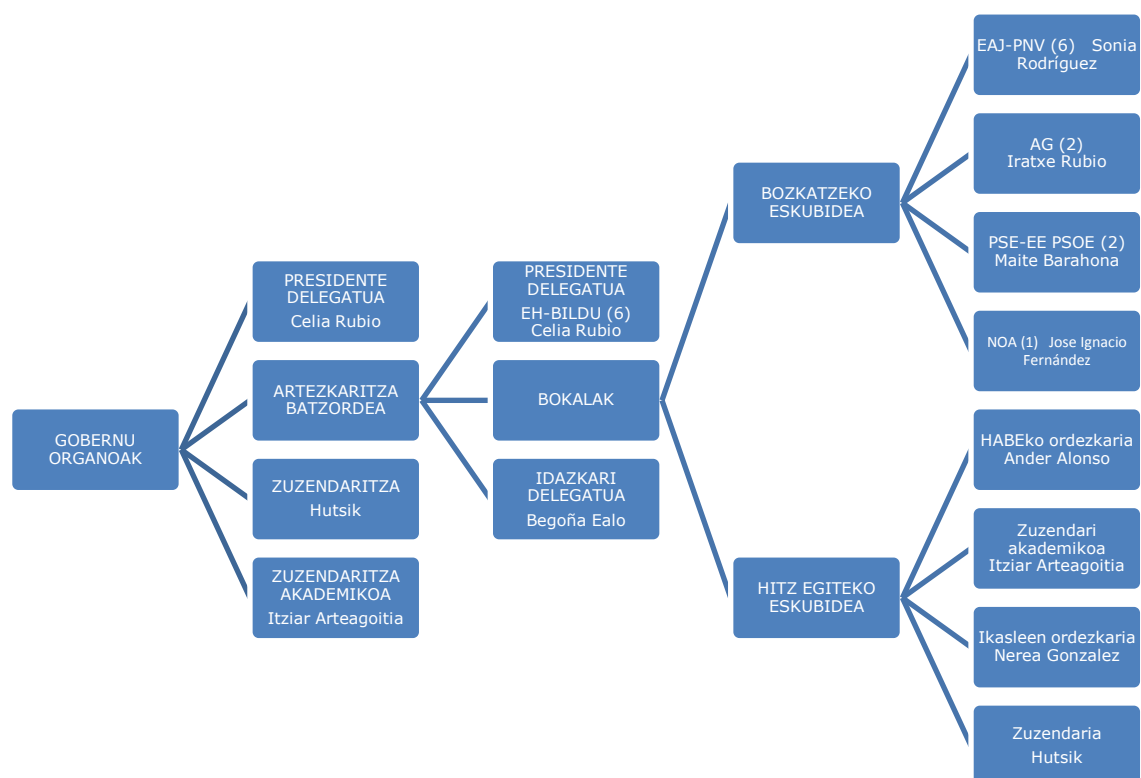 GOBERNU
ORGANOAK
PRESIDENTE
DELEGATUA
Celia Rubio
ARTEZKARITZA
BATZORDEA
ZUZENDARITZA
Hutsik
ZUZENDARITZA
AKADEMIKOA
Itziar Arteagoitia
PRESIDENTE
DELEGATUA
EH-BILDU (6)
Celia Rubio
BOKALAK
IDAZKARI
DELEGATUA
Begoña Ealo
BOZKATZEKO
ESKUBIDEA
HITZ EGITEKO
ESKUBIDEA
EAJ-PNV (6) Sonia
Rodríguez
AG (2)
Iratxe Rubio
PSE-EE PSOE (2)
Maite Barahona
NOA (1) Jose Ignacio
Fernández
HABEko ordezkaria
Ander Alonso
Zuzendari
akademikoa
Itziar Arteagoitia
Ikasleen ordezkaria
Nerea Gonzalez
Zuzendaria
Hutsik